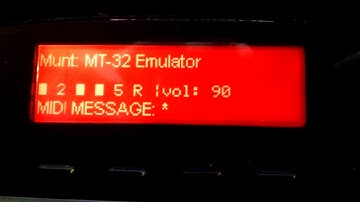 Munt: MT-32 Emulator
■ 2 ■ ■ 5 R |vol: 90
MIDI MESSAGE: *